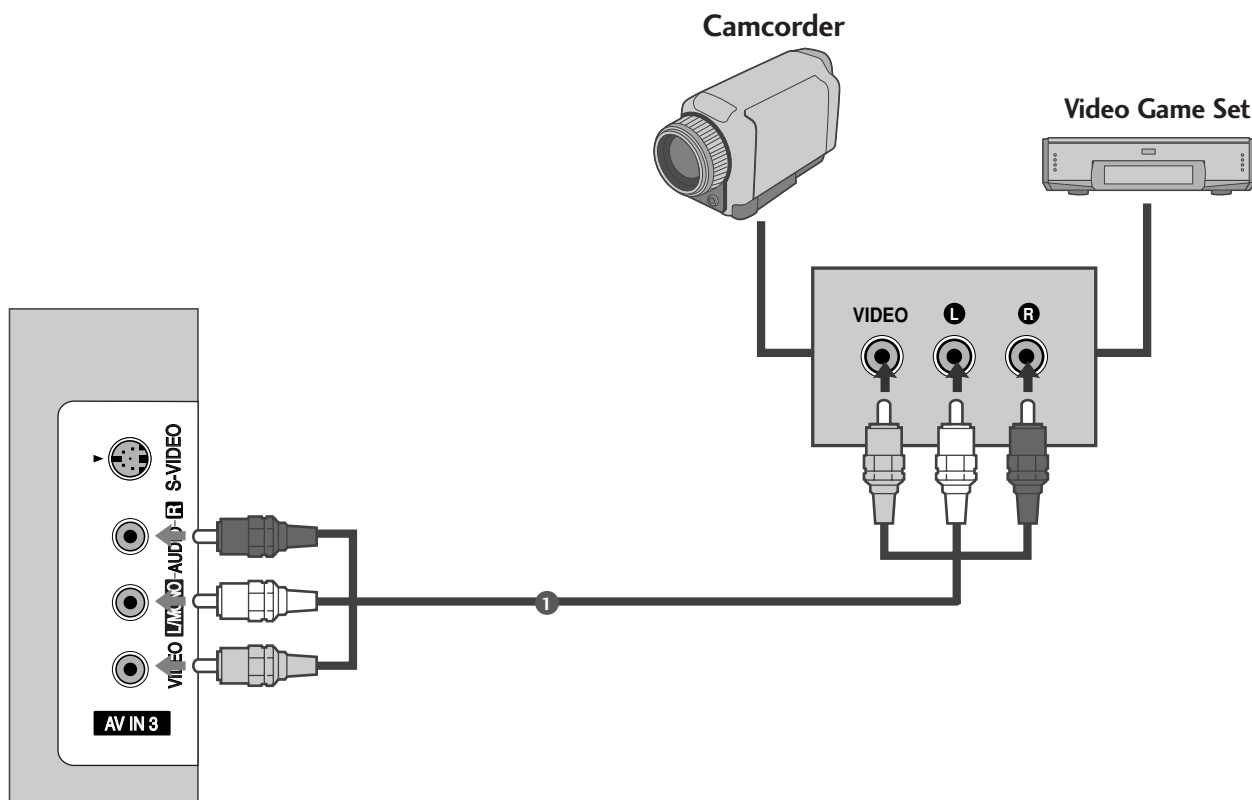 Camcorder
Video Game Set
VIDEO L R
S-VIDEO
VIDEO L/MONO AUDIO R
1
AV IN 3